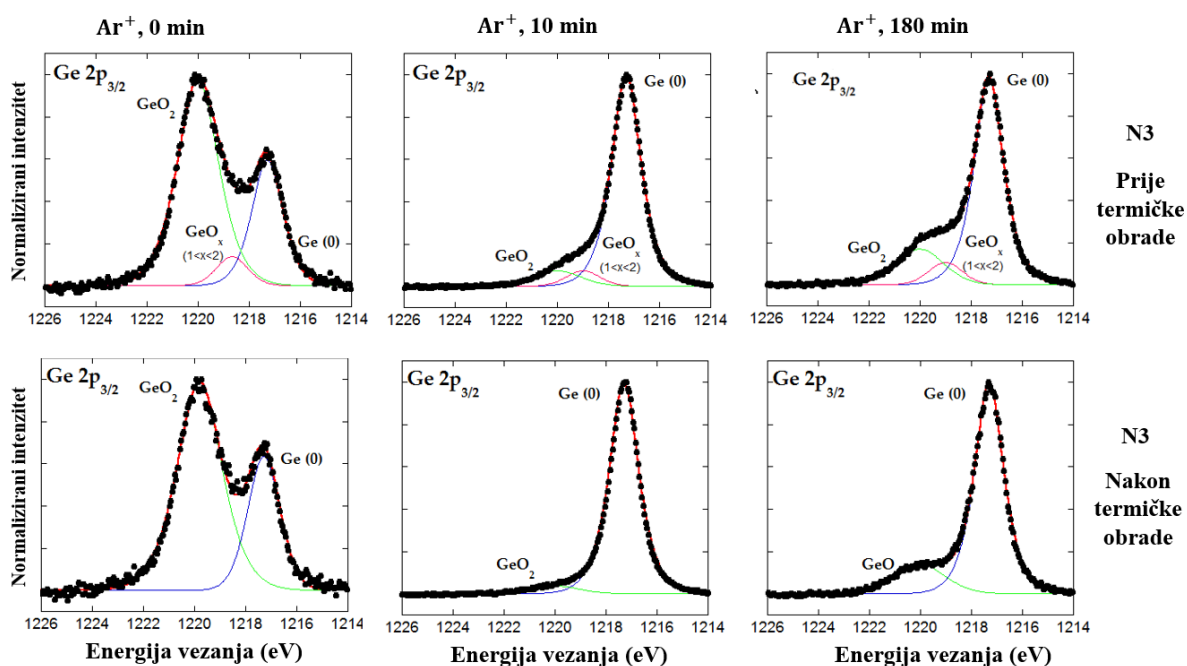 Ar⁺, 0 min
Ar⁺, 10 min
Ar⁺, 180 min
Normalizirani intenzitet
Ge 2p₃/₂
GeO₂
GeOₓ
(1<x<2)
Ge (0)
1226 1224 1222 1220 1218 1216 1214
Ge 2p₃/₂
Ge (0)
GeO₂
GeOₓ
(1<x<2)
1226 1224 1222 1220 1218 1216 1214
Ge 2p₃/₂
Ge (0)
GeO₂
GeOₓ
(1<x<2)
1226 1224 1222 1220 1218 1216 1214
N3
Prije
termičke
obrade
Normalizirani intenzitet
Ge 2p₃/₂
GeO₂
Ge (0)
1226 1224 1222 1220 1218 1216 1214
Energija vezanja (eV)
Ge 2p₃/₂
Ge (0)
GeO₂
1226 1224 1222 1220 1218 1216 1214
Energija vezanja (eV)
Ge 2p₃/₂
Ge (0)
GeO
1226 1224 1222 1220 1218 1216 1214
Energija vezanja (eV)
N3
Nakon
termičke
obrade